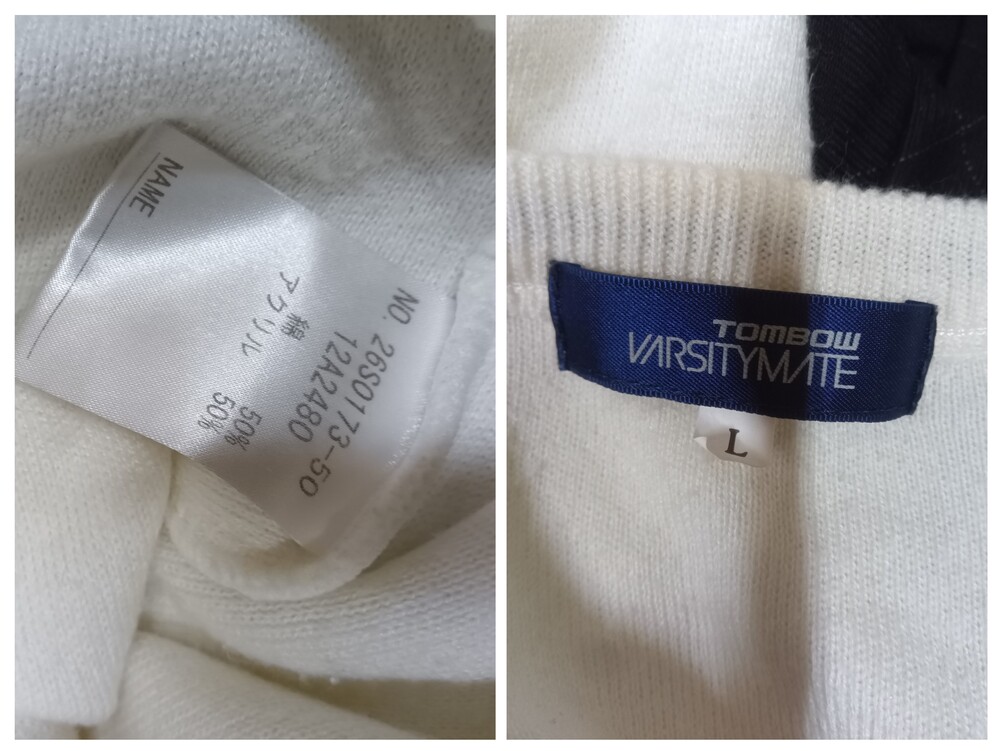 NO. 26S0173-50
12A2480
アクリル 50%
綿 50%
NAME
TOMBOW
VARSITYMATE
L